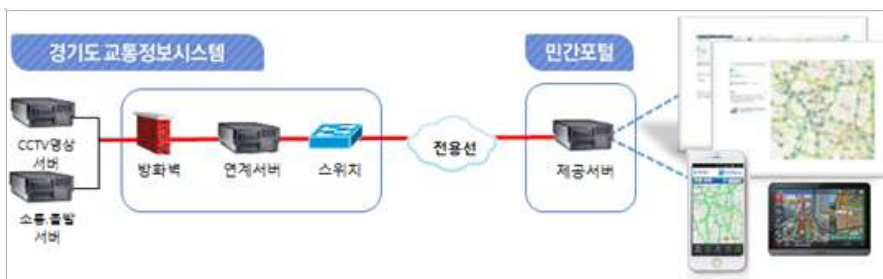 경기도 교통정보시스템
민간포털
CCTV영상
서버
소통.돌발
서버
방화벽
연계서버
스위치
전용선
제공서버